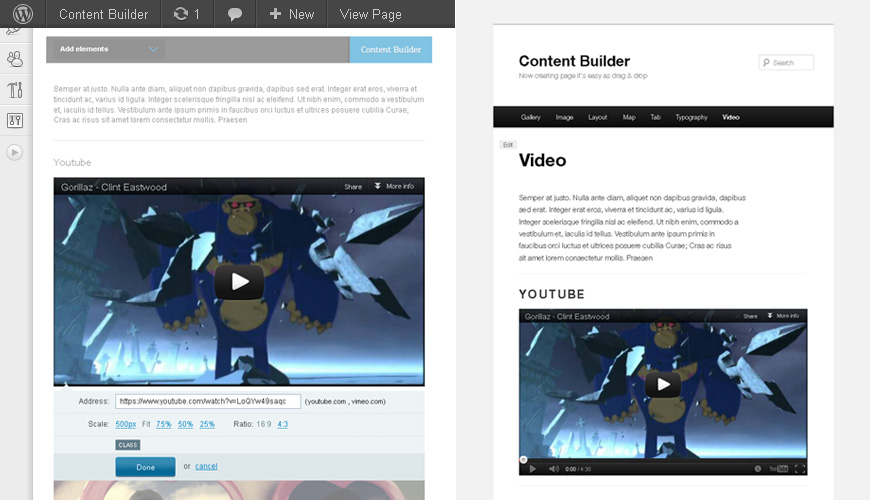 Content Builder
1
New
View Page
Add elements
Content Builder
Semper at justo. Nulla ante diam, aliquet non dapibus gravida, dapibus sed erat. Integer erat eros, viverra et
tincidunt ac, varius id ligula. Integer scelerisque fringilla nisl ac eleifend. Ut nibh enim, commodo a vestibulum
et, iaculis id tellus. Vestibulum ante ipsum primis in faucibus orci luctus et ultrices posuere cubilia Curae;
Cras ac risus sit amet lorem consectetur mollis. Praesen
Youtube
Gorillaz - Clint Eastwood
Share
More info
Address:
https://www.youtube.com/watch?v=LoQYw49saqc
(youtube.com , vimeo.com)
Scale: 500px Fit 75% 50% 25% Ratio: 16:9 4:3
CLASS
Done or cancel
Content Builder
Now creating page it's easy as drag & drop
Search
Gallery Image Layout Map Tab Typography Video
Edit
Video
Semper at justo. Nulla ante diam, aliquet non dapibus gravida, dapibus
sed erat. Integer erat eros, viverra et tincidunt ac, varius id ligula.
Integer scelerisque fringilla nisl ac eleifend. Ut nibh enim, commodo a
vestibulum et, iaculis id tellus. Vestibulum ante ipsum primis in
faucibus orci luctus et ultrices posuere cubilia Curae; Cras ac risus
sit amet lorem consectetur mollis. Praesen
YOUTUBE
Gorillaz - Clint Eastwood
Share
More info
0:00 / 4:30
YouTube